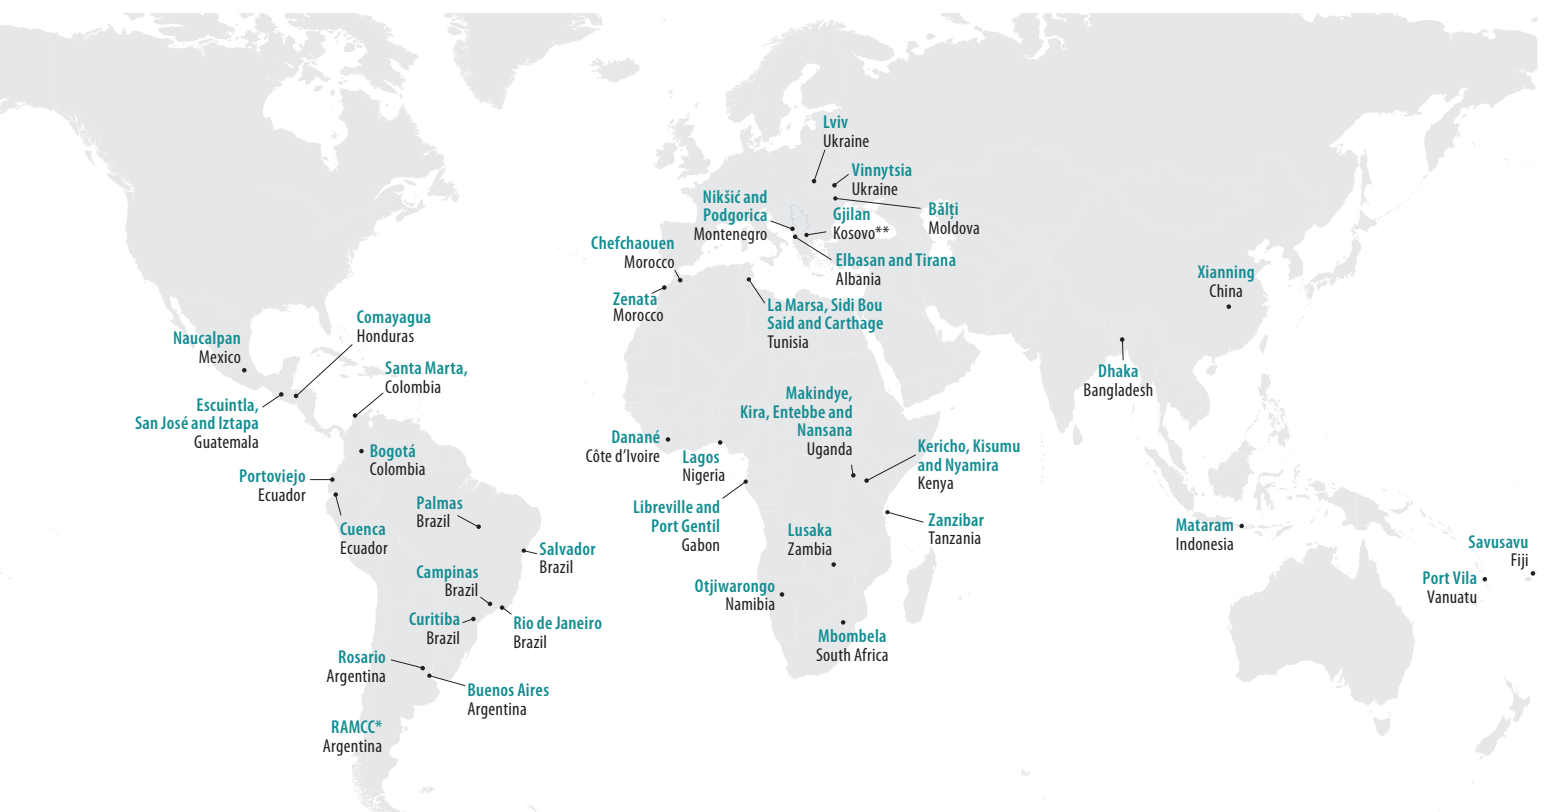 Lviv
Ukraine
Vinnytsia
Ukraine
Nikšić and
Podgorica
Montenegro
Gjilan
Kosovo**
Bălți
Moldova
Chefchaouen
Morocco
Elbasan and Tirana
Albania
Xianning
China
Zenata
Morocco
La Marsa, Sidi Bou
Said and Carthage
Tunisia
Comayagua
Honduras
Naucalpan
Mexico
Santa Marta,
Colombia
Dhaka
Bangladesh
Escuintla,
San José and Iztapa
Guatemala
Makindye,
Kira, Entebbe and
Nansana
Uganda
Danané
Côte d’Ivoire
Lagos
Nigeria
Kericho, Kisumu
and Nyamira
Kenya
Bogotá
Colombia
Portoviejo
Ecuador
Palmas
Brazil
Libreville and
Port Gentil
Gabon
Cuenca
Ecuador
Lusaka
Zambia
Zanzibar
Tanzania
Mataram
Indonesia
Savusavu
Fiji
Salvador
Brazil
Campinas
Brazil
Otjiwarongo
Namibia
Port Vila
Vanuatu
Curitiba
Brazil
Rio de Janeiro
Brazil
Mbombela
South Africa
Rosario
Argentina
Buenos Aires
Argentina
RAMCC*
Argentina